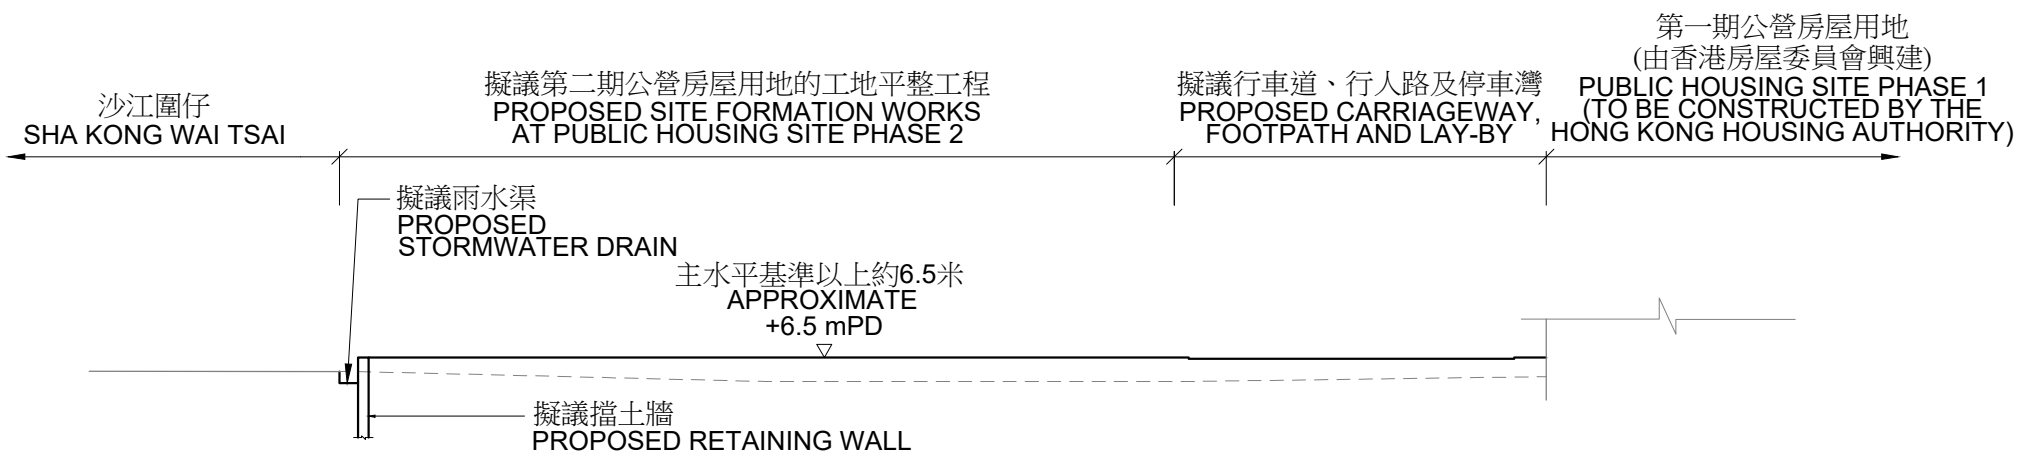 沙江圍仔
SHA KONG WAI TSAI
擬議第二期公營房屋用地的工地平整工程
PROPOSED SITE FORMATION WORKS
AT PUBLIC HOUSING SITE PHASE 2
擬議行車道、行人路及停車灣
PROPOSED CARRIAGEWAY,
FOOTPATH AND LAY-BY
第一期公營房屋用地
(由香港房屋委員會興建)
PUBLIC HOUSING SITE PHASE 1
(TO BE CONSTRUCTED BY THE
HONG KONG HOUSING AUTHORITY)
擬議雨水渠
PROPOSED
STORMWATER DRAIN
主水平基準以上約6.5米
APPROXIMATE
+6.5 mPD
擬議擋土牆
PROPOSED RETAINING WALL